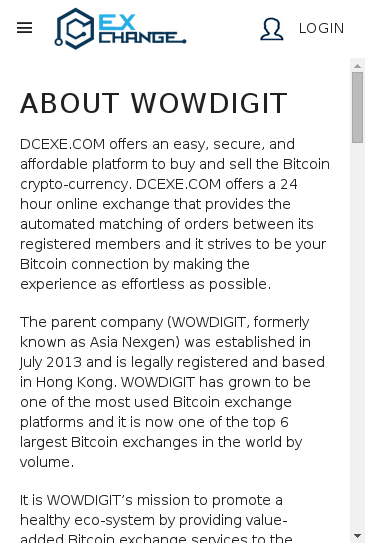 EX
CHANGE
LOGIN
ABOUT WOWDIGIT
DCEXE.COM offers an easy, secure, and
affordable platform to buy and sell the Bitcoin
crypto-currency. DCEXE.COM offers a 24
hour online exchange that provides the
automated matching of orders between its
registered members and it strives to be your
Bitcoin connection by making the
experience as effortless as possible.
The parent company (WOWDIGIT, formerly
known as Asia Nexgen) was established in
July 2013 and is legally registered and based
in Hong Kong. WOWDIGIT has grown to be
one of the most used Bitcoin exchange
platforms and it is now one of the top 6
largest Bitcoin exchanges in the world by
volume.
It is WOWDIGIT’s mission to promote a
healthy eco-system by providing value-
added Bitcoin exchange services to the